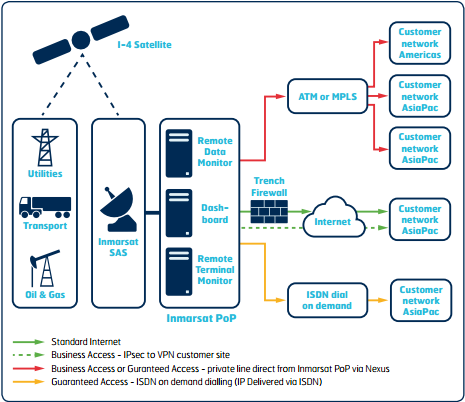 I-4 Satellite
Utilities
Transport
Oil & Gas
Inmarsat
SAS
Remote
Data
Monitor
Dash-
board
Remote
Terminal
Monitor
Inmarsat PoP
ATM or MPLS
Trench
Firewall
Internet
ISDN dial
on demand
Customer
network
Americas
Customer
network
AsiaPac
Customer
network
AsiaPac
Customer
network
AsiaPac
Customer
network
AsiaPac
Standard Internet
Business Access - IPsec to VPN customer site
Business Access or Guranteed Access - private line direct from Inmarsat PoP via Nexus
Guaranteed Access - ISDN on demand dialling (IP Delivered via ISDN)